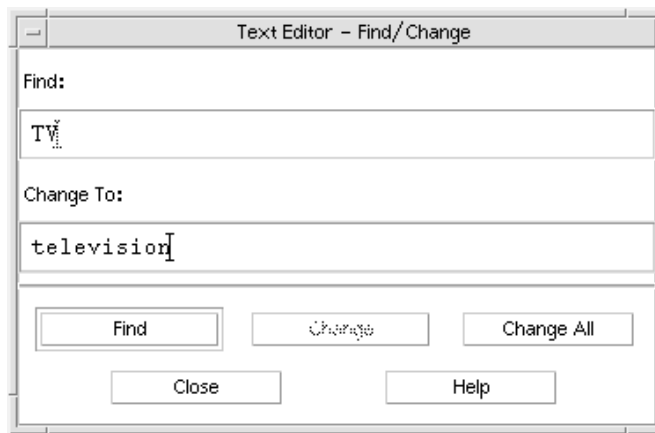 Text Editor - Find/Change
Find:
TV
Change To:
television
Find Change Change All
Close Help